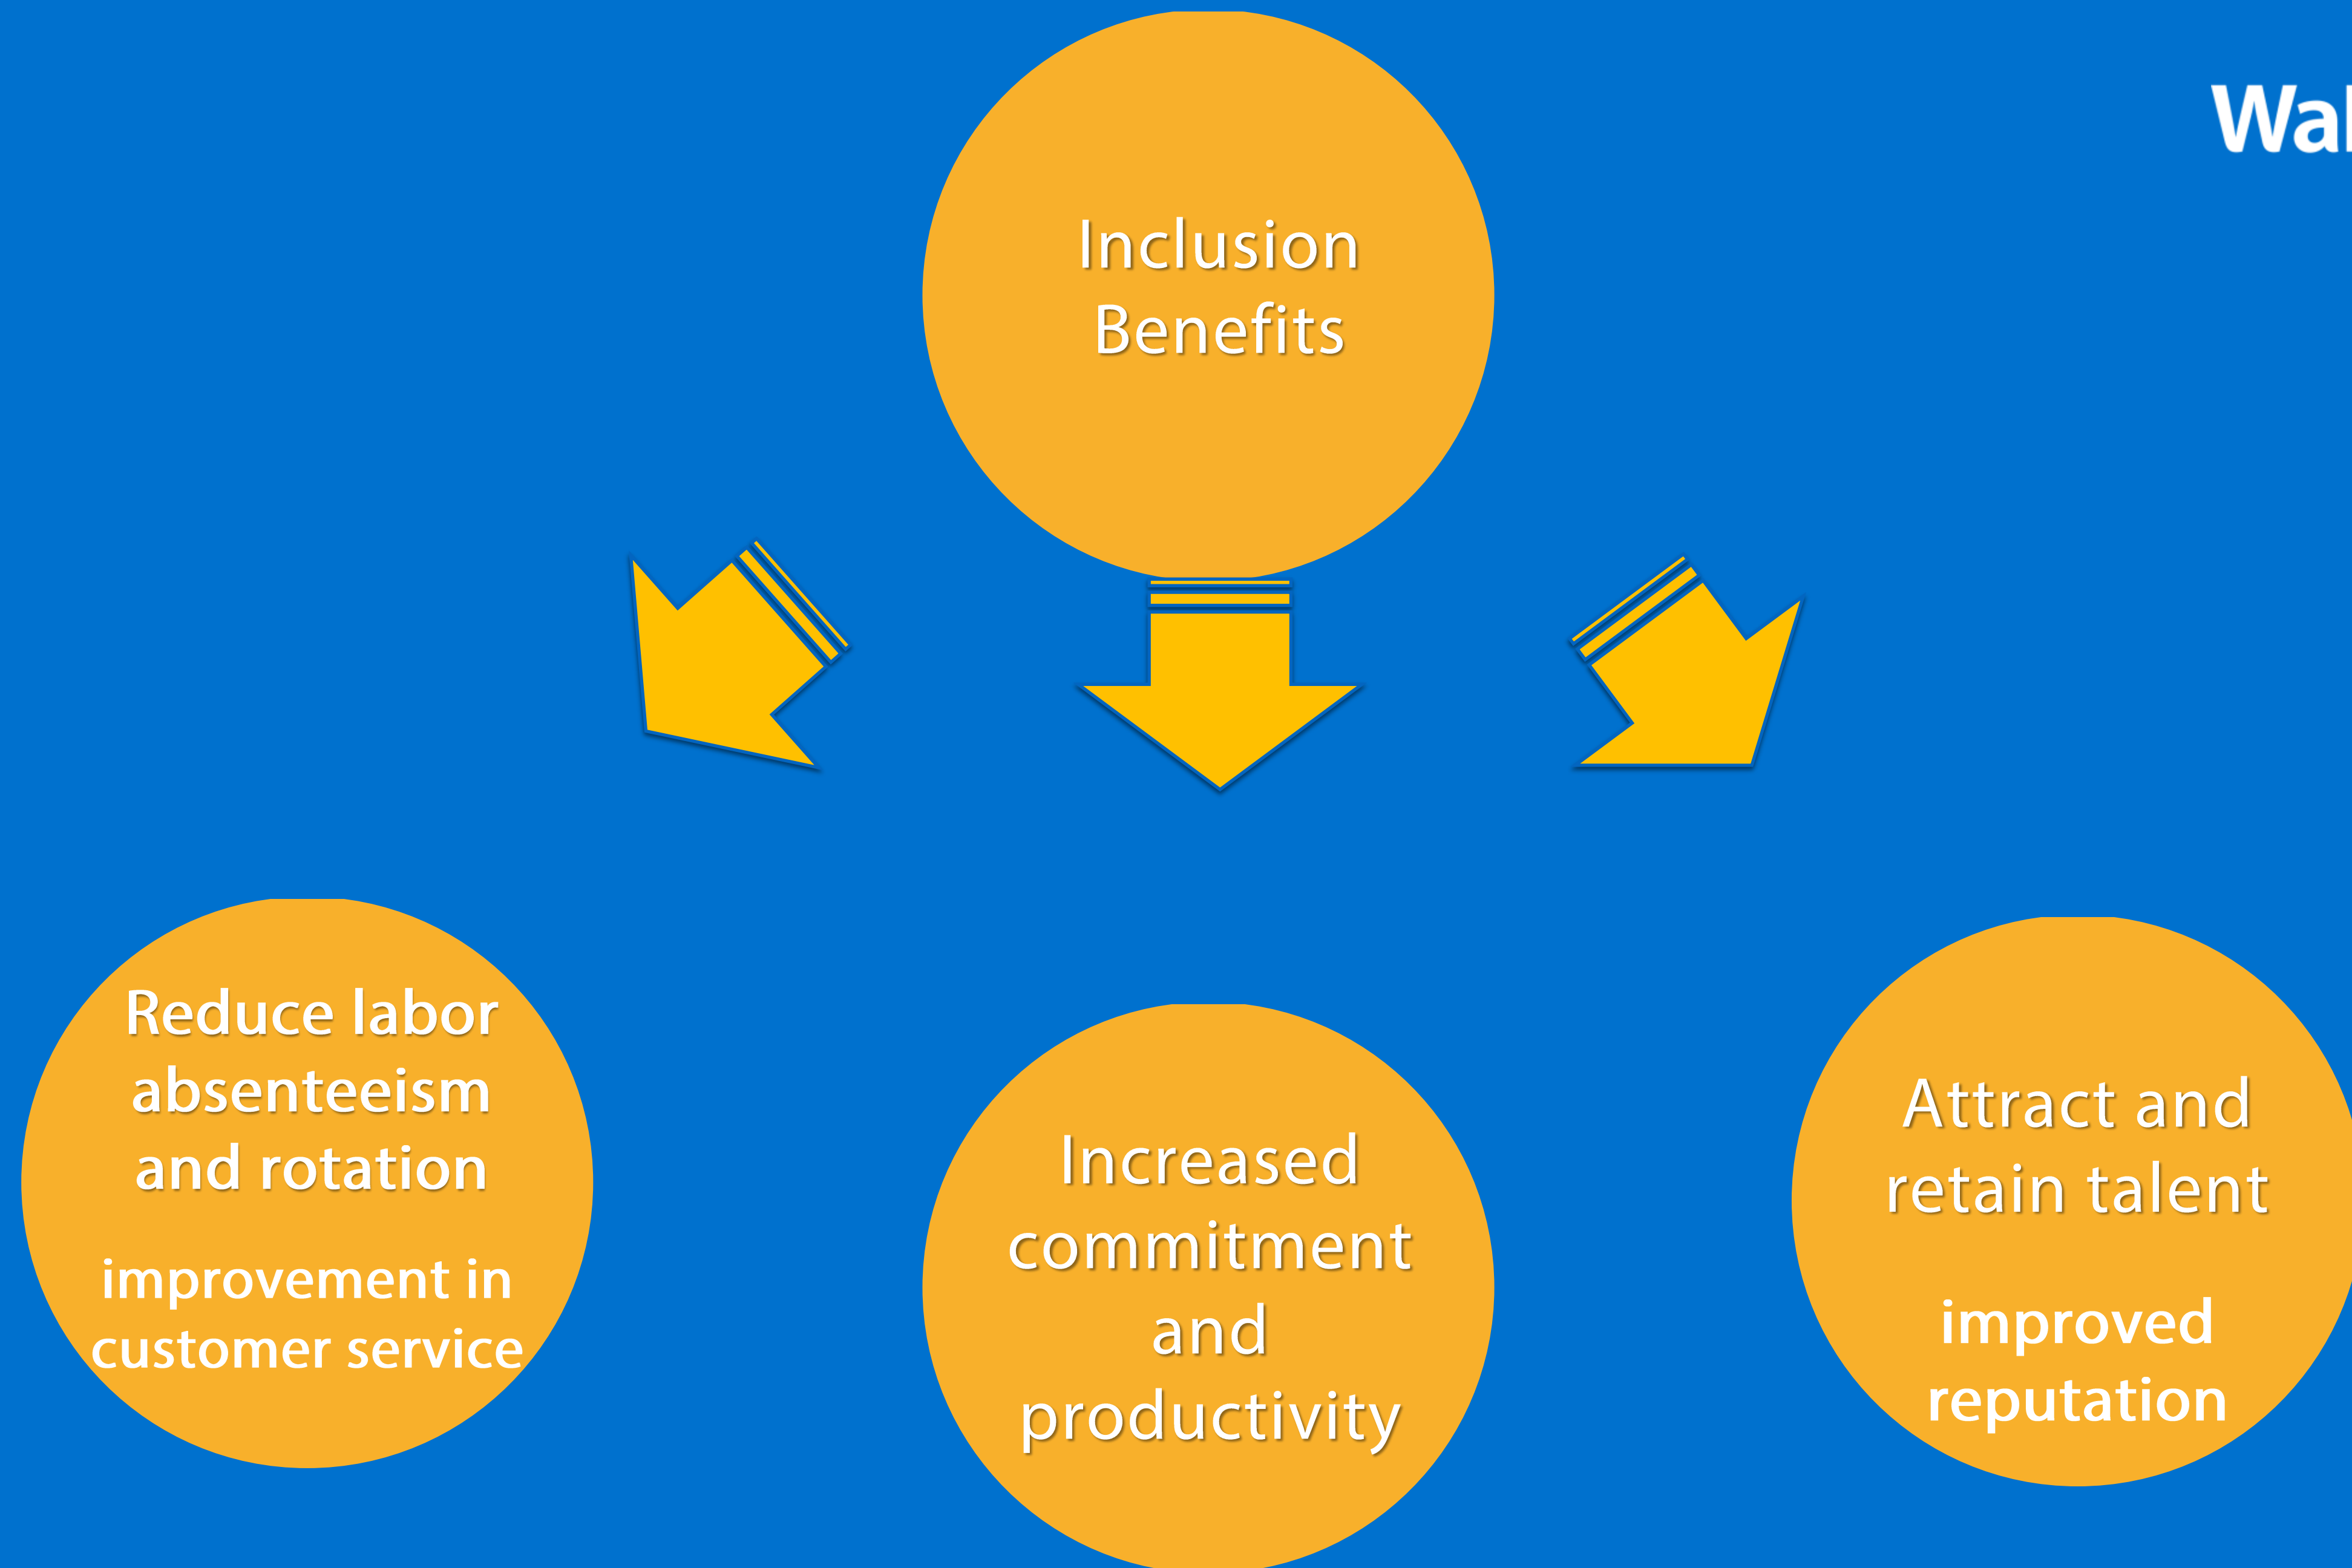 Inclusion
Benefits
Reduce labor
absenteeism
and rotation
improvement in
customer service
Increased
commitment
and
productivity
Attract and
retain talent
improved
reputation